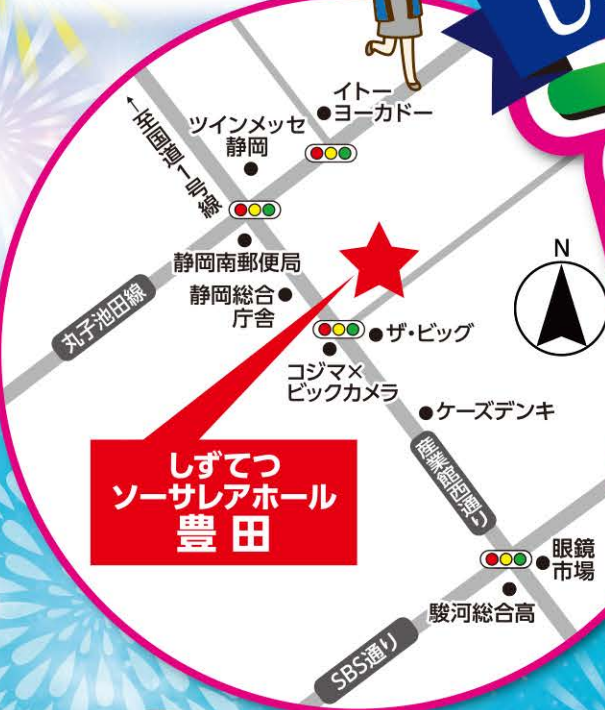 し
イトー
ヨーカドー
ツインメッセ
静岡
←至国道1号線
静岡南郵便局
静岡総合
庁舎
丸子池田線
N
ザ・ビッグ
コジマ×
ビックカメラ
ケーズデンキ
しずてつ
ソーサレアホール
豊田
産業館西通り
眼鏡
市場
駿河総合高
SBS通り